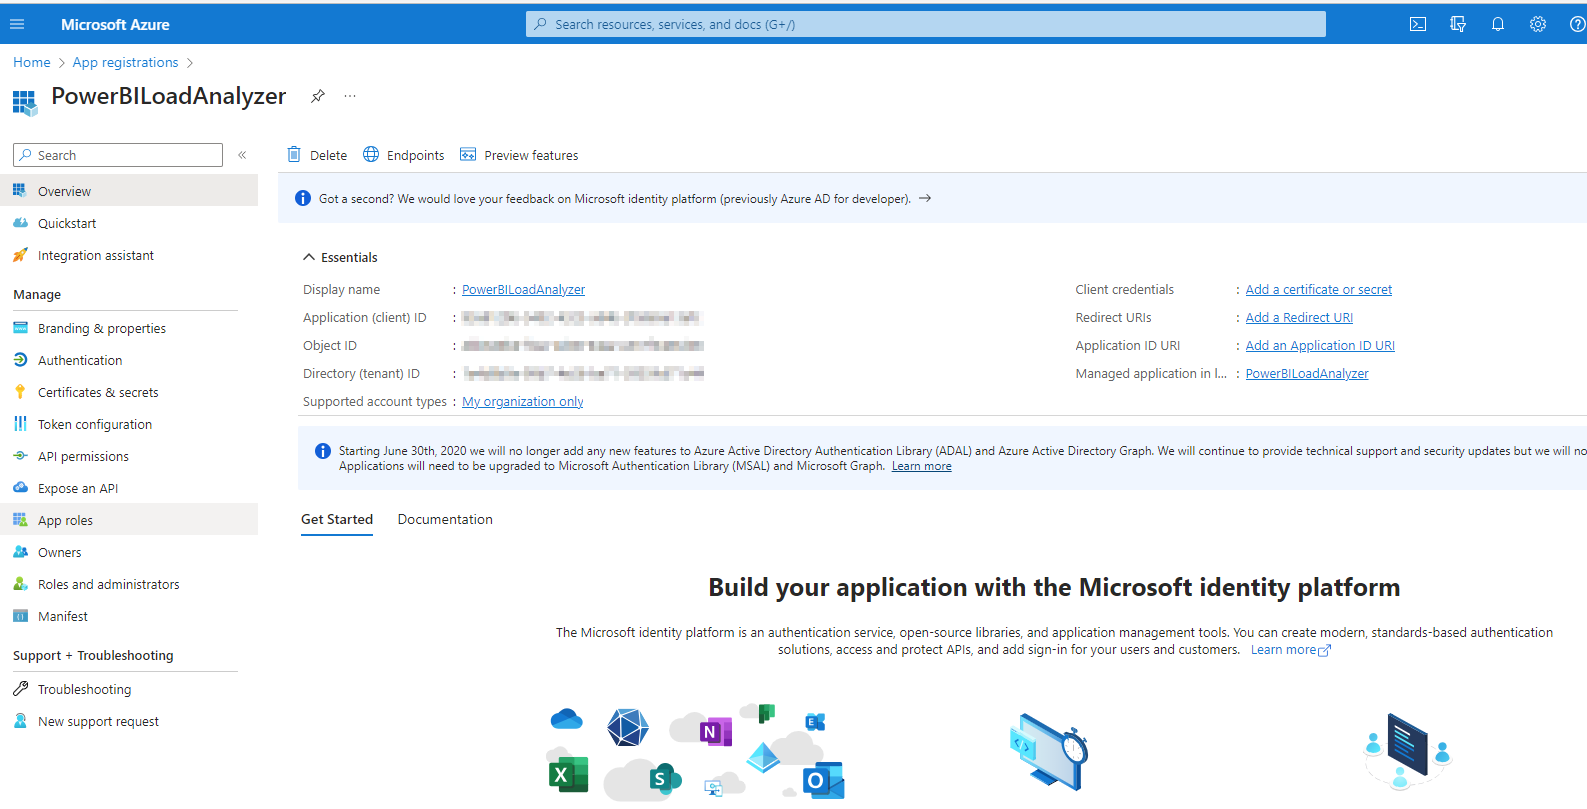 Microsoft Azure
Search resources, services, and docs (G+/)
Home > App registrations >
PowerBILoadAnalyzer
Search
Overview
Quickstart
Integration assistant
Manage
Branding & properties
Authentication
Certificates & secrets
Token configuration
API permissions
Expose an API
App roles
Owners
Roles and administrators
Manifest
Support + Troubleshooting
Troubleshooting
New support request
Delete Endpoints Preview features
Got a second? We would love your feedback on Microsoft identity platform (previously Azure AD for developer).
Essentials
Display name : PowerBILoadAnalyzer
Application (client) ID :
Object ID :
Directory (tenant) ID :
Supported account types : My organization only
Client credentials : Add a certificate or secret
Redirect URIs : Add a Redirect URI
Application ID URI : Add an Application ID URI
Managed application in l... : PowerBILoadAnalyzer
Starting June 30th, 2020 we will no longer add any new features to Azure Active Directory Authentication Library (ADAL) and Azure Active Directory Graph. We will continue to provide technical support and security updates but we will no
Applications will need to be upgraded to Microsoft Authentication Library (MSAL) and Microsoft Graph. Learn more
Get Started Documentation
Build your application with the Microsoft identity platform
The Microsoft identity platform is an authentication service, open-source libraries, and application management tools. You can create modern, standards-based authentication
solutions, access and protect APIs, and add sign-in for your users and customers. Learn more
N
E
X
S
O